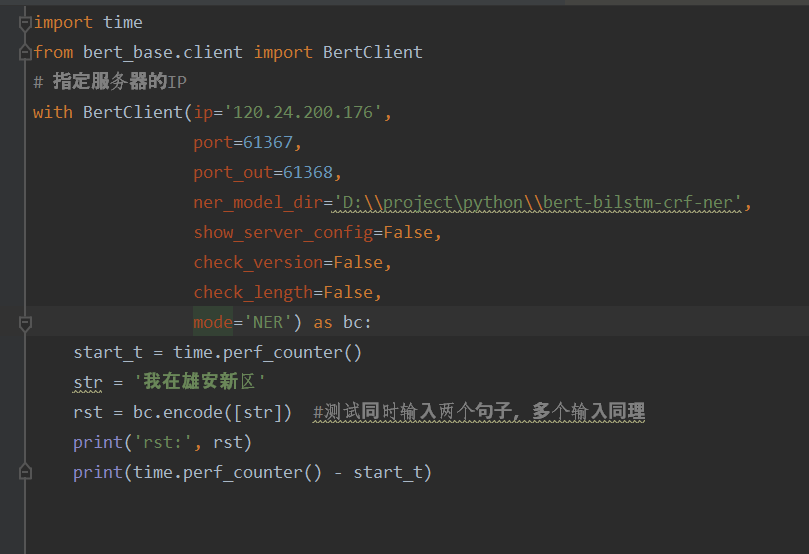 import time
from bert_base.client import BertClient
# 指定服务器的IP
with BertClient(ip='120.24.200.176',
port=61367,
port_out=61368,
ner_model_dir='D:\\project\python\\bert-bilstm-crf-ner',
show_server_config=False,
check_version=False,
check_length=False,
mode='NER') as bc:
start_t = time.perf_counter()
str = '我在雄安新区'
rst = bc.encode([str])  #测试同时输入两个句子，多个输入同理
print('rst:', rst)
print(time.perf_counter() - start_t)